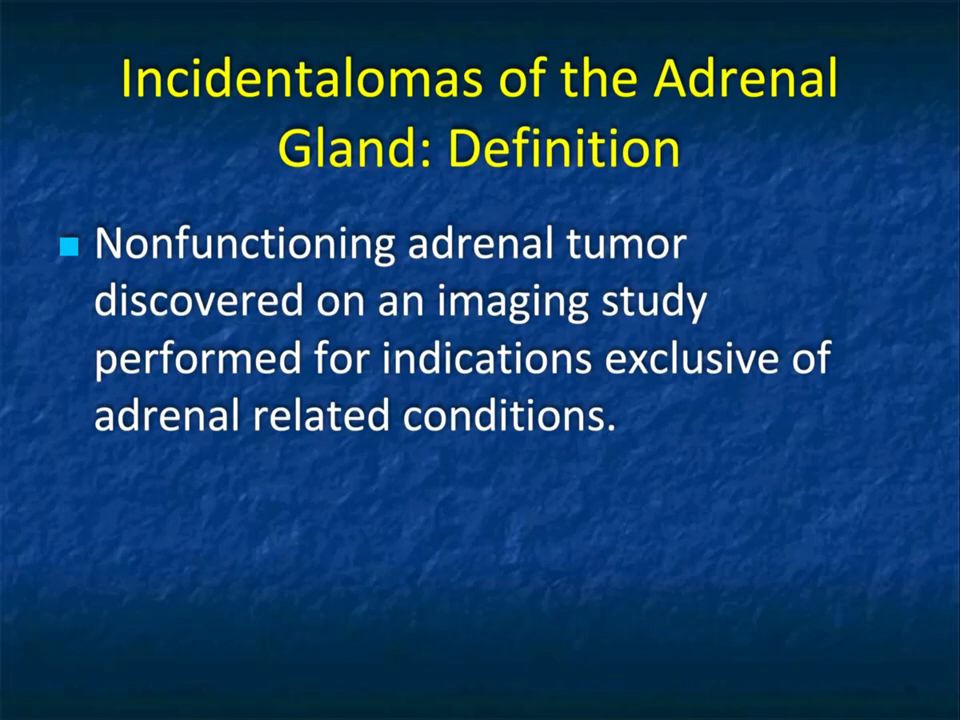 Incidentalomas of the Adrenal
Gland: Definition
Nonfunctioning adrenal tumor
discovered on an imaging study
performed for indications exclusive of
adrenal related conditions.